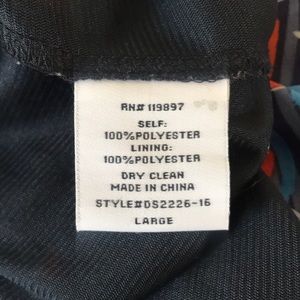 RN# 119897
SELF:
100%POLYESTER
LINING:
100%POLYESTER
DRY CLEAN
MADE IN CHINA
STYLE#DS2226-16
LARGE